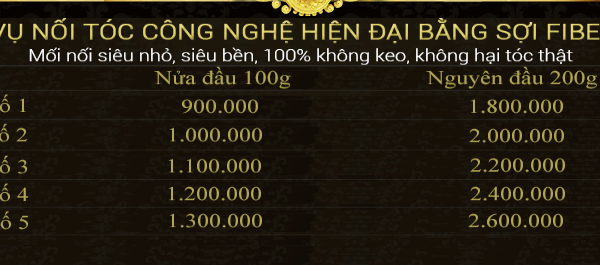 VỤ NỐI TÓC CÔNG NGHỆ HIỆN ĐẠI BẰNG SỢI FIBE
Mối nối siêu nhỏ, siêu bền, 100% không keo, không hại tóc thật
Nửa đầu 100g Nguyên đầu 200g
ố 1 900.000 1.800.000
ố 2 1.000.000 2.000.000
ố 3 1.100.000 2.200.000
ố 4 1.200.000 2.400.000
ố 5 1.300.000 2.600.000